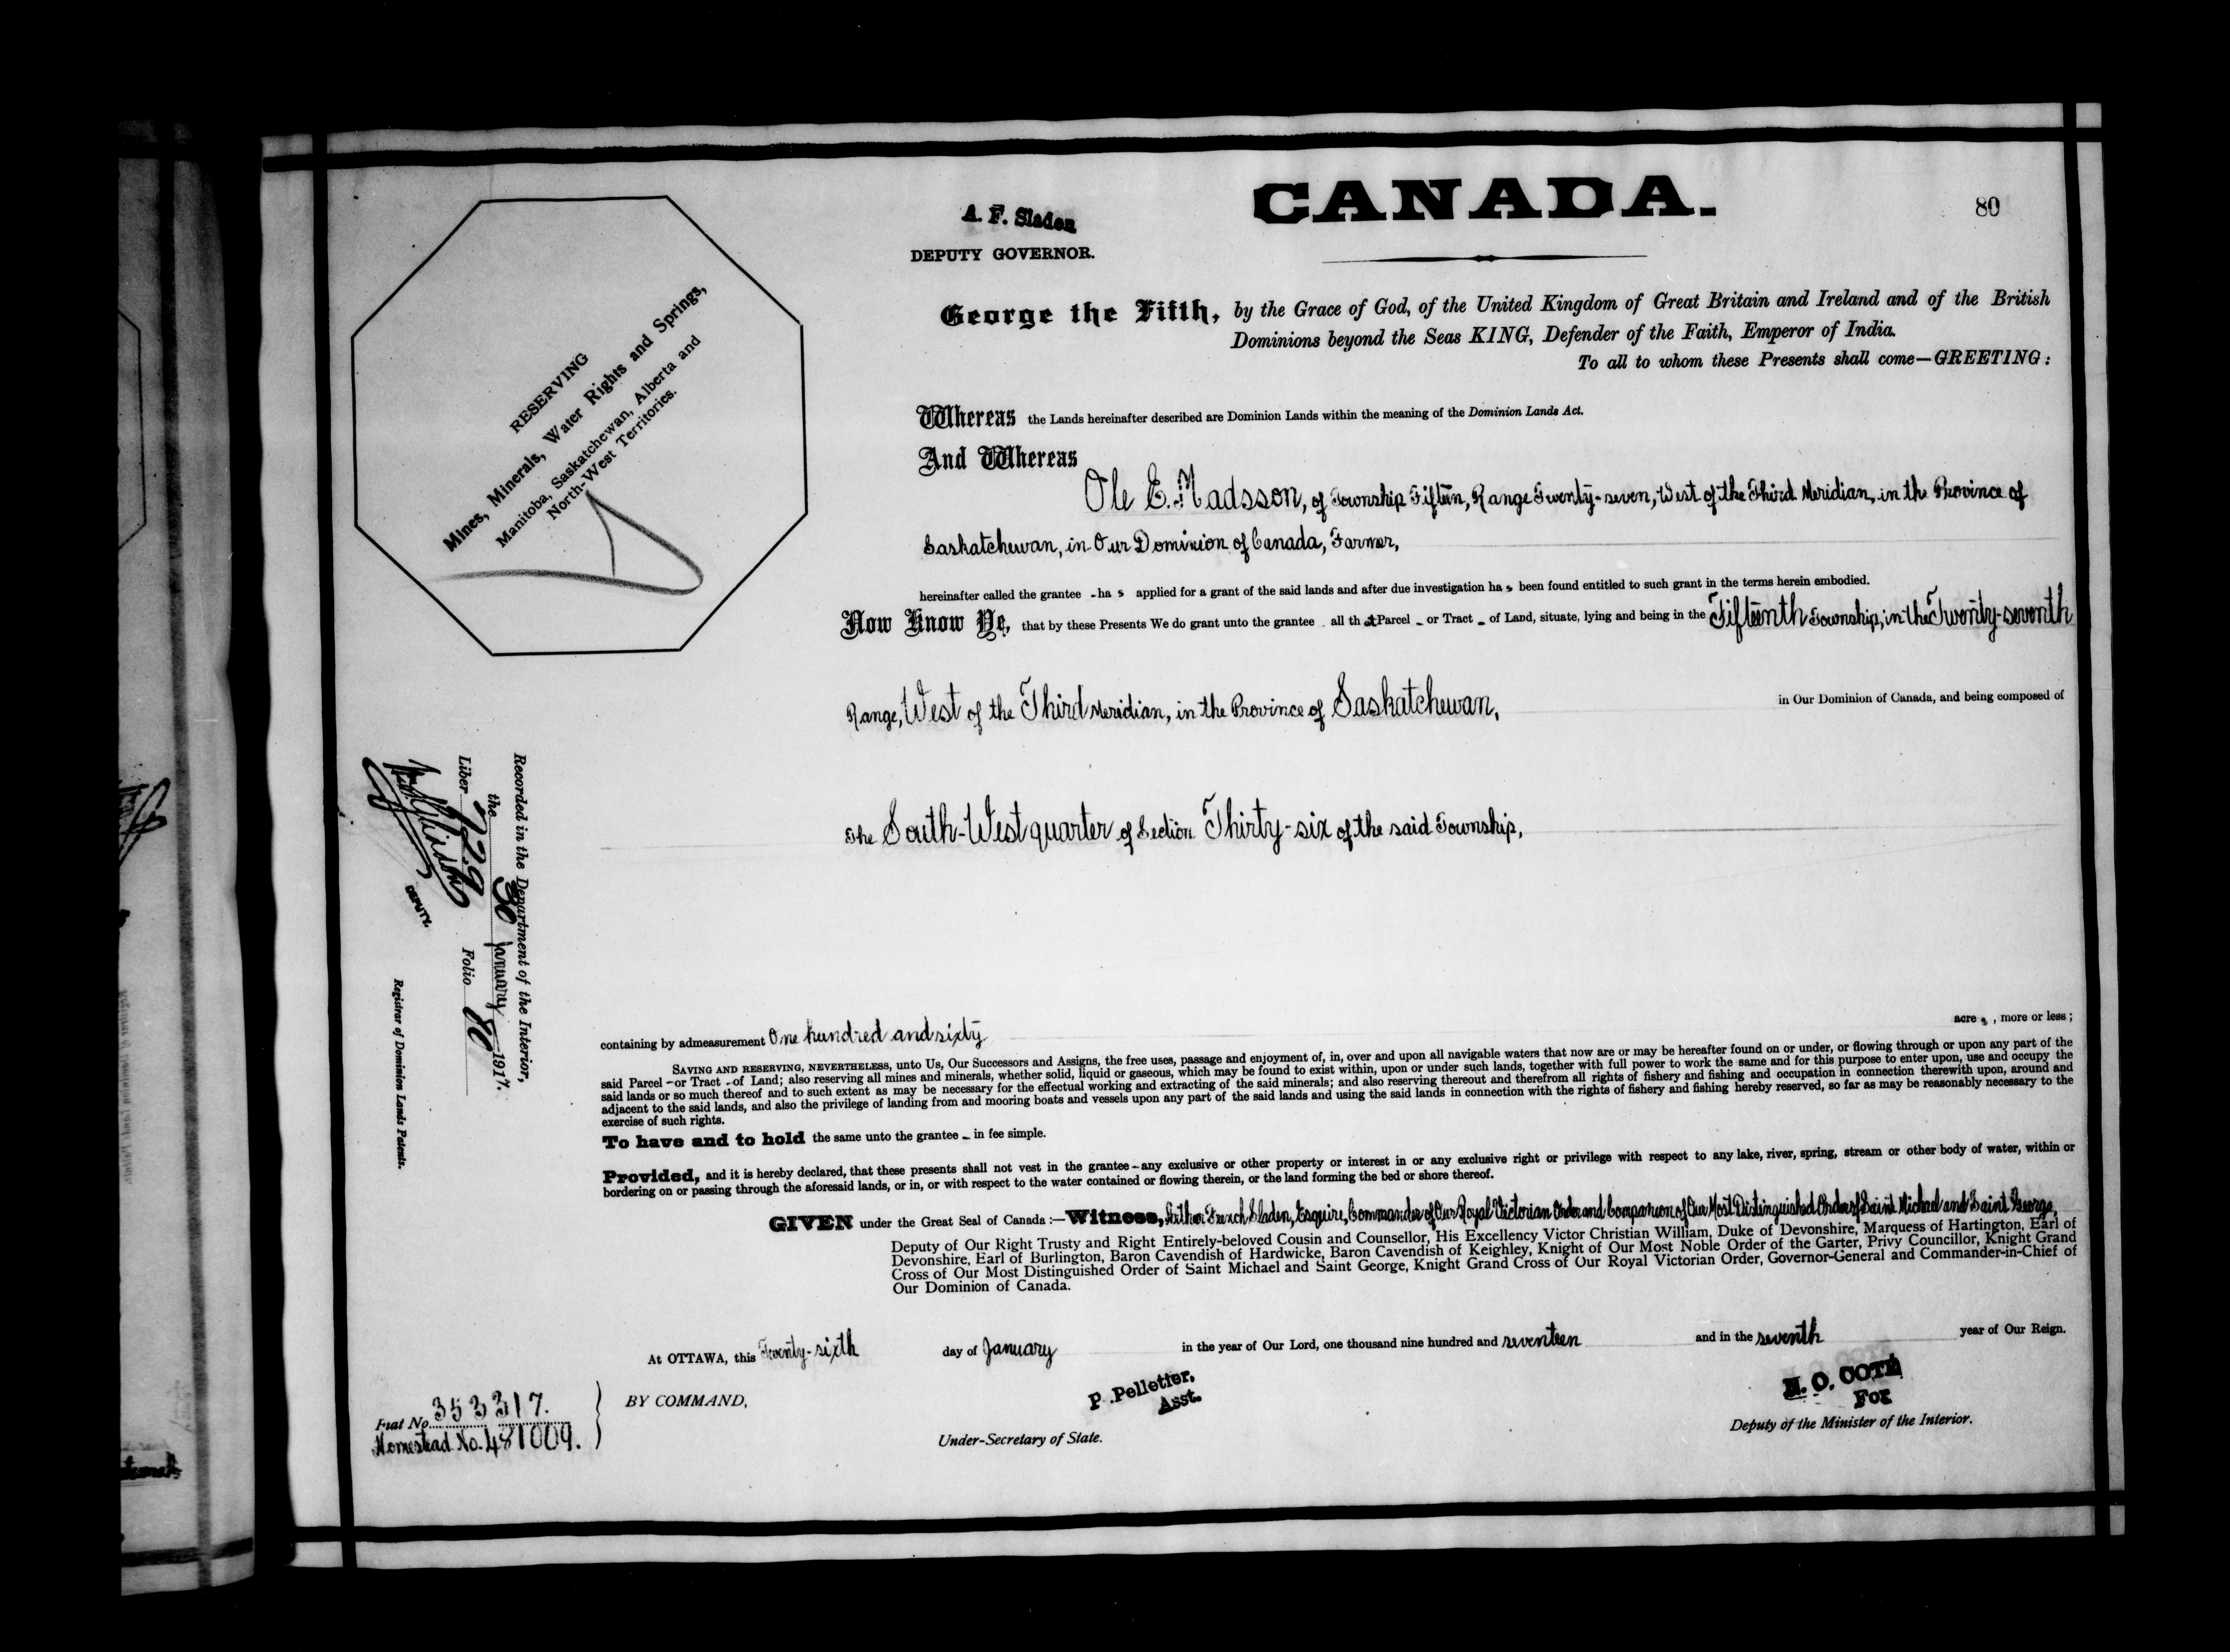 CANADA.
80
A. F. Sladen
DEPUTY GOVERNOR.
RESERVING
Mines, Minerals, Water Rights and Springs,
Manitoba, Saskatchewan, Alberta and
North-West Territories.
George the Fifth, by the Grace of God, of the United Kingdom of Great Britain and Ireland and of the British
Dominions beyond the Seas KING, Defender of the Faith, Emperor of India.
To all to whom these Presents shall come—GREETING:
Whereas the Lands hereinafter described are Dominion Lands within the meaning of the Dominion Lands Act.
And Whereas
Ole E. Madsson, of Township Fifteen, Range Twenty-seven, West of the Third Meridian, in the Province of
Saskatchewan, in Our Dominion of Canada, Farmer,
hereinafter called the grantee - ha s applied for a grant of the said lands and after due investigation ha s been found entitled to such grant in the terms herein embodied.
Now Know Ye, that by these Presents We do grant unto the grantee all that Parcel - or Tract - of Land, situate, lying and being in the Fifteenth Township, in the Twenty-seventh
Range, West of the Third Meridian, in the Province of Saskatchewan, in Our Dominion of Canada, and being composed of
The South-West quarter of Section Thirty-six of the said Township,
containing by admeasurement One hundred and sixty acre s, more or less;
SAVING AND RESERVING, NEVERTHELESS, unto Us, Our Successors and Assigns, the free uses, passage and enjoyment of, in, over and upon all navigable waters that now are or may be hereafter found on or under, or flowing through or upon any part of the
said Parcel - or Tract - of Land; also reserving all mines and minerals, whether solid, liquid or gaseous, which may be found to exist within, upon or under such lands, together with full power to work the same and for this purpose to enter upon, use and occupy the
said lands or so much thereof and to such extent as may be necessary for the effectual working and extracting of the said minerals; and also reserving thereout and therefrom all rights of fishery and fishing and occupation in connection therewith upon, around and
adjacent to the said lands, and also the privilege of landing from and mooring boats and vessels upon any part of the said lands and using the said lands in connection with the rights of fishery and fishing hereby reserved, so far as may be reasonably necessary to the
exercise of such rights.
To have and to hold the same unto the grantee - in fee simple.
Provided, and it is hereby declared, that these presents shall not vest in the grantee - any exclusive or other property or interest in or any exclusive right or privilege with respect to any lake, river, spring, stream or other body of water, within or
bordering on or passing through the aforesaid lands, or in, or with respect to the water contained or flowing therein, or the land forming the bed or shore thereof.
GIVEN under the Great Seal of Canada:—Witness, Arthur French Sladen, Esquire, Commander of Our Royal Victorian Order and Companion of Our Most Distinguished Order of Saint Michael and Saint George,
Deputy of Our Right Trusty and Right Entirely-beloved Cousin and Counsellor, His Excellency Victor Christian William, Duke of Devonshire, Marquess of Hartington, Earl of
Devonshire, Earl of Burlington, Baron Cavendish of Hardwicke, Baron Cavendish of Keighley, Knight of Our Most Noble Order of the Garter, Privy Councillor, Knight Grand
Cross of Our Most Distinguished Order of Saint Michael and Saint George, Knight Grand Cross of Our Royal Victorian Order, Governor-General and Commander-in-Chief of
Our Dominion of Canada.
At OTTAWA, this Twenty-sixth day of January in the year of Our Lord, one thousand nine hundred and seventeen and in the seventh year of Our Reign.
BY COMMAND,
P. Pelletier,
Asst.
Under-Secretary of State.
N. O. COTÉ
For
Deputy of the Minister of the Interior.
Fiat No. 353317.
Homestead No. 481009.
Recorded in the Department of the Interior,
the 30 January 1917.
Liber 729 Folio 80
DEPUTY.
Registrar of Dominion Lands Patents.